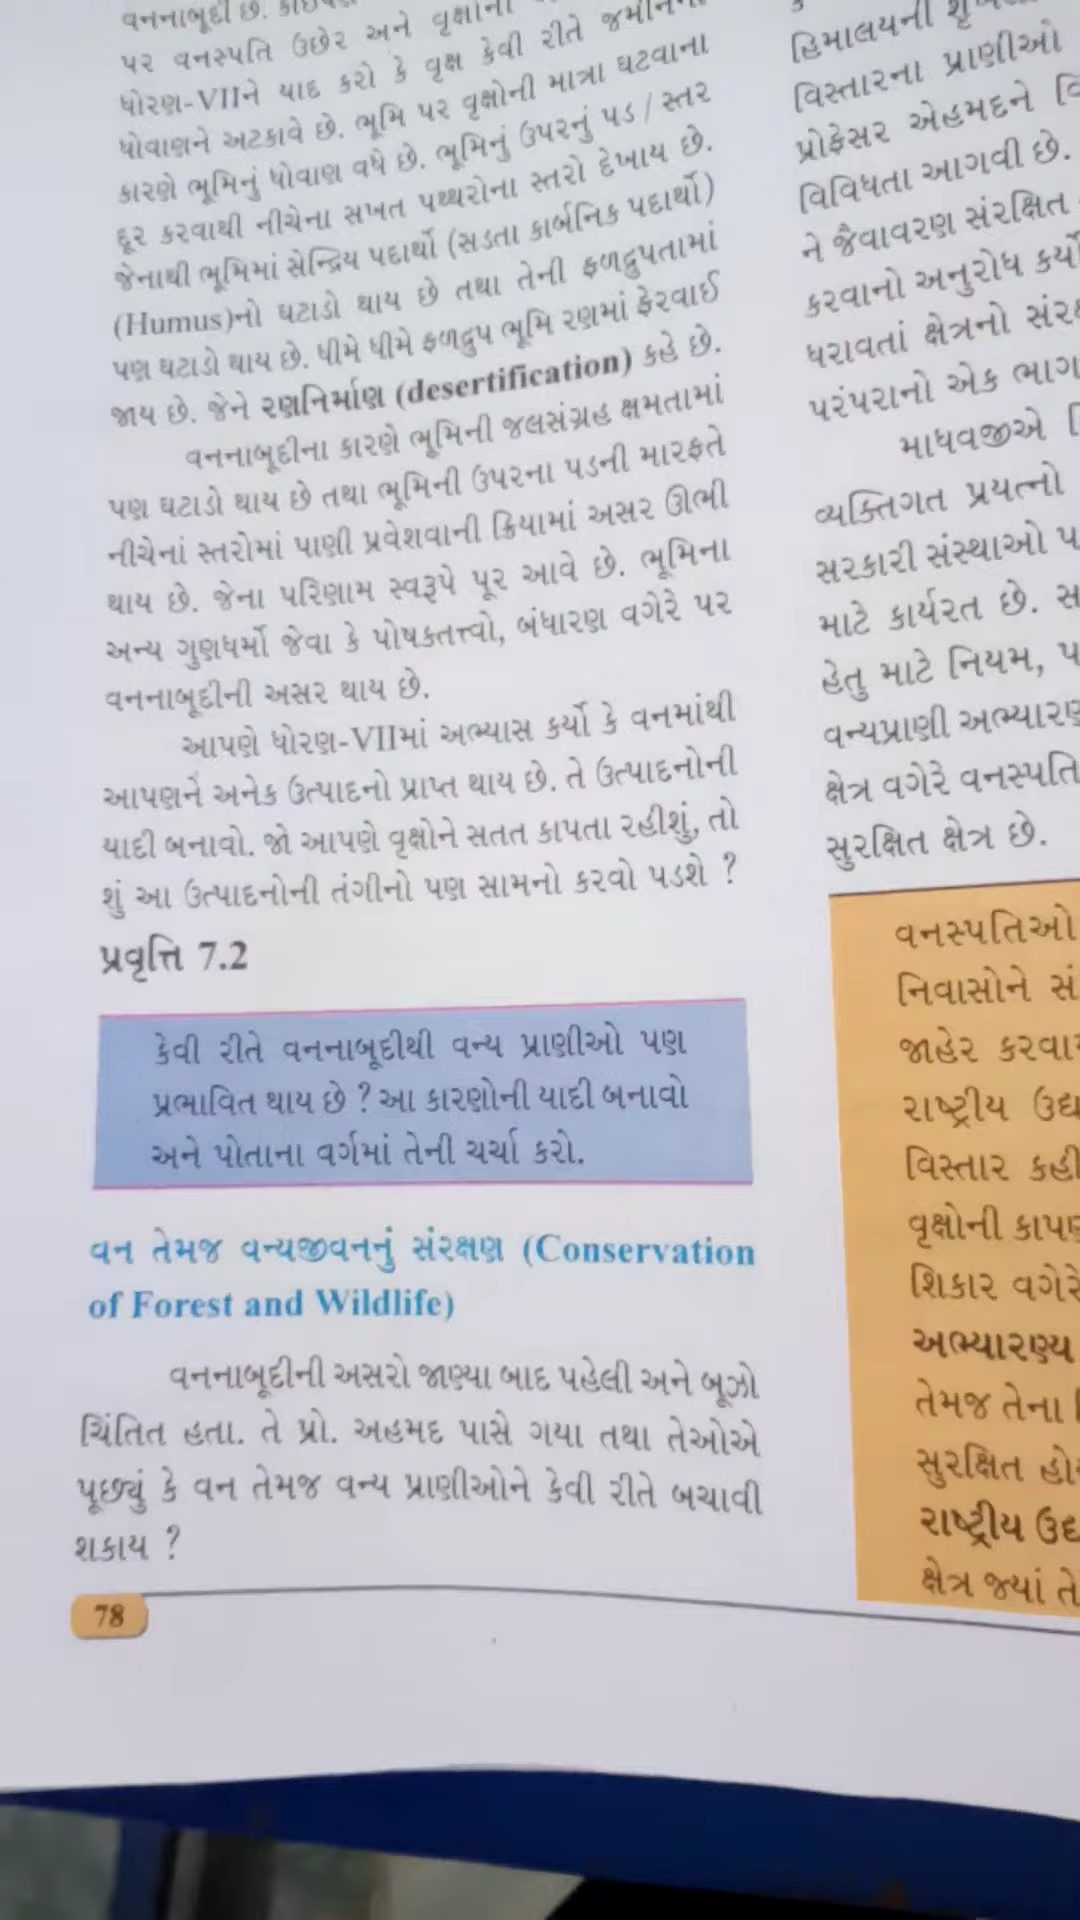 વનનાબૂદી છે.
પર વનસ્પતિ ઉછેર અને વૃક્ષોની
ધોરણ-VIIને યાદ કરો કે વૃક્ષ કેવી રીતે જમીનના
ધોવાણને અટકાવે છે. ભૂમિ પર વૃક્ષોની માત્રા ઘટવાના
કારણે ભૂમિનું ધોવાણ વધે છે. ભૂમિનું ઉપરનું પડ / સ્તર
દૂર કરવાથી નીચેના સખત પથ્થરોના સ્તરો દેખાય છે.
જેનાથી ભૂમિમાં સેન્દ્રિય પદાર્થો (સડતા કાર્બનિક પદાર્થો)
(Humus)નો ઘટાડો થાય છે તથા તેની ફળદ્રુપતામાં
પણ ઘટાડો થાય છે. ધીમે ધીમે ફળદ્રુપ ભૂમિ રણમાં ફેરવાઈ
જાય છે. જેને રણનિર્માણ (desertification) કહે છે.
વનનાબૂદીના કારણે ભૂમિની જલસંગ્રહ ક્ષમતામાં
પણ ઘટાડો થાય છે તથા ભૂમિની ઉપરના પડની મારફતે
નીચેનાં સ્તરોમાં પાણી પ્રવેશવાની ક્રિયામાં અસર ઊભી
થાય છે. જેના પરિણામ સ્વરૂપે પૂર આવે છે. ભૂમિના
અન્ય ગુણધર્મો જેવા કે પોષકતત્ત્વો, બંધારણ વગેરે પર
વનનાબૂદીની અસર થાય છે.
આપણે ધોરણ-VIIમાં અભ્યાસ કર્યો કે વનમાંથી
આપણને અનેક ઉત્પાદનો પ્રાપ્ત થાય છે. તે ઉત્પાદનોની
યાદી બનાવો. જો આપણે વૃક્ષોને સતત કાપતા રહીશું, તો
શું આ ઉત્પાદનોની તંગીનો પણ સામનો કરવો પડશે ?
પ્રવૃત્તિ 7.2
કેવી રીતે વનનાબૂદીથી વન્ય પ્રાણીઓ પણ
પ્રભાવિત થાય છે ? આ કારણોની યાદી બનાવો
અને પોતાના વર્ગમાં તેની ચર્ચા કરો.
વન તેમજ વન્યજીવનનું સંરક્ષણ (Conservation
of Forest and Wildlife)
વનનાબૂદીની અસરો જાણ્યા બાદ પહેલી અને બૂઝો
ચિંતિત હતા. તે પ્રો. અહમદ પાસે ગયા તથા તેઓએ
પૂછ્યું કે વન તેમજ વન્ય પ્રાણીઓને કેવી રીતે બચાવી
શકાય ?
78
હિમાલયની
વિસ્તારના પ્રાણીઓ
પ્રોફેસર એહમદને
વિવિધતા આગવી છે.
ને જૈવાવરણ સંરક્ષિત
કરવાનો અનુરોધ કર્યો
ધરાવતાં ક્ષેત્રનો
પરંપરાનો એક ભાગ
માધવજીએ
વ્યક્તિગત પ્રયત્નો
સરકારી સંસ્થાઓ
માટે કાર્યરત છે.
હેતુ માટે નિયમ,
વન્યપ્રાણી
ક્ષેત્ર વગેરે વનસ્પતિ
સુરક્ષિત ક્ષેત્ર છે.
વનસ્પતિઓ
નિવાસોને
જાહેર
રાષ્ટ્રીય
વિસ્તાર
વૃક્ષોની
શિકાર વગેરે
અભ્યારણ્ય
તેમજ તેના
સુરક્ષિત
રાષ્ટ્રીય
ક્ષેત્ર જ્યાં